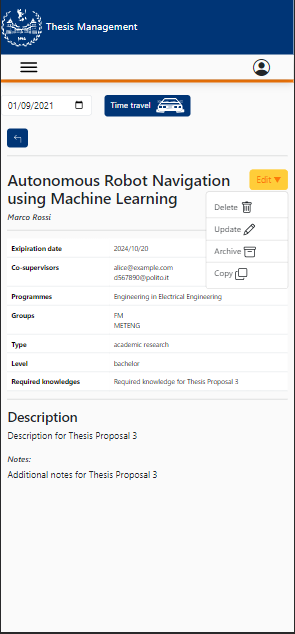 Thesis Management
01/09/2021
Time travel
Edit ▼
Autonomous Robot Navigation
using Machine Learning
Marco Rossi
Delete
Update
Archive
Copy
Exipiration date 2024/10/20
Co-supervisors alice@example.com
d567890@polito.it
Programmes Engineering in Electrical Engineering
Groups FM
METENG
Type academic research
Level bachelor
Required knowledges Required knowledge for Thesis Proposal 3
Description
Description for Thesis Proposal 3
Notes:
Additional notes for Thesis Proposal 3